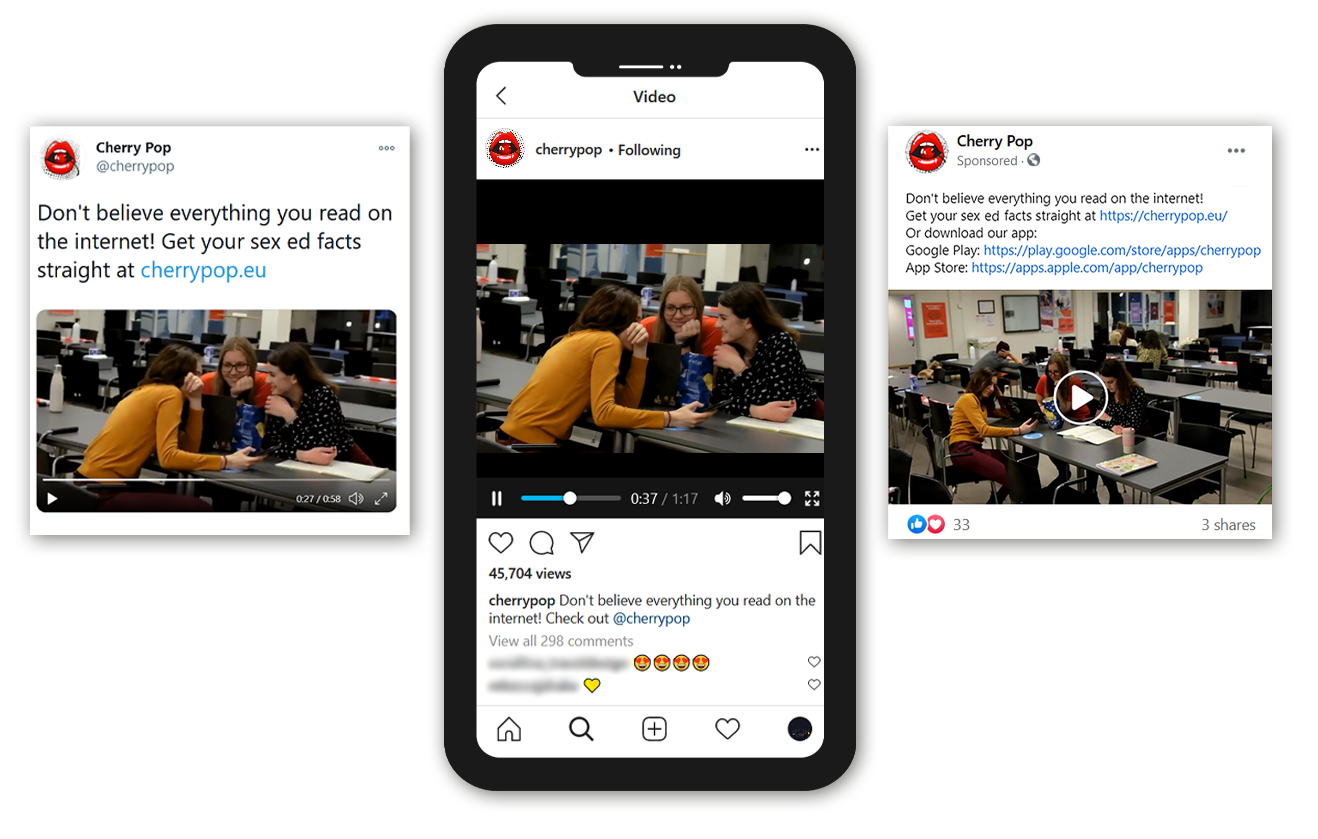 Cherry Pop
@cherrypop
Don't believe everything you read on
the internet! Get your sex ed facts
straight at cherrypop.eu
0:27 / 0:58
Video
cherrypop • Following
0:37 / 1:17
45,704 views
cherrypop Don't believe everything you read on the
internet! Check out @cherrypop
View all 298 comments
Cherry Pop
Sponsored ·
Don't believe everything you read on the internet!
Get your sex ed facts straight at https://cherrypop.eu/
Or download our app:
Google Play: https://play.google.com/store/apps/cherrypop
App Store: https://apps.apple.com/app/cherrypop
33
3 shares